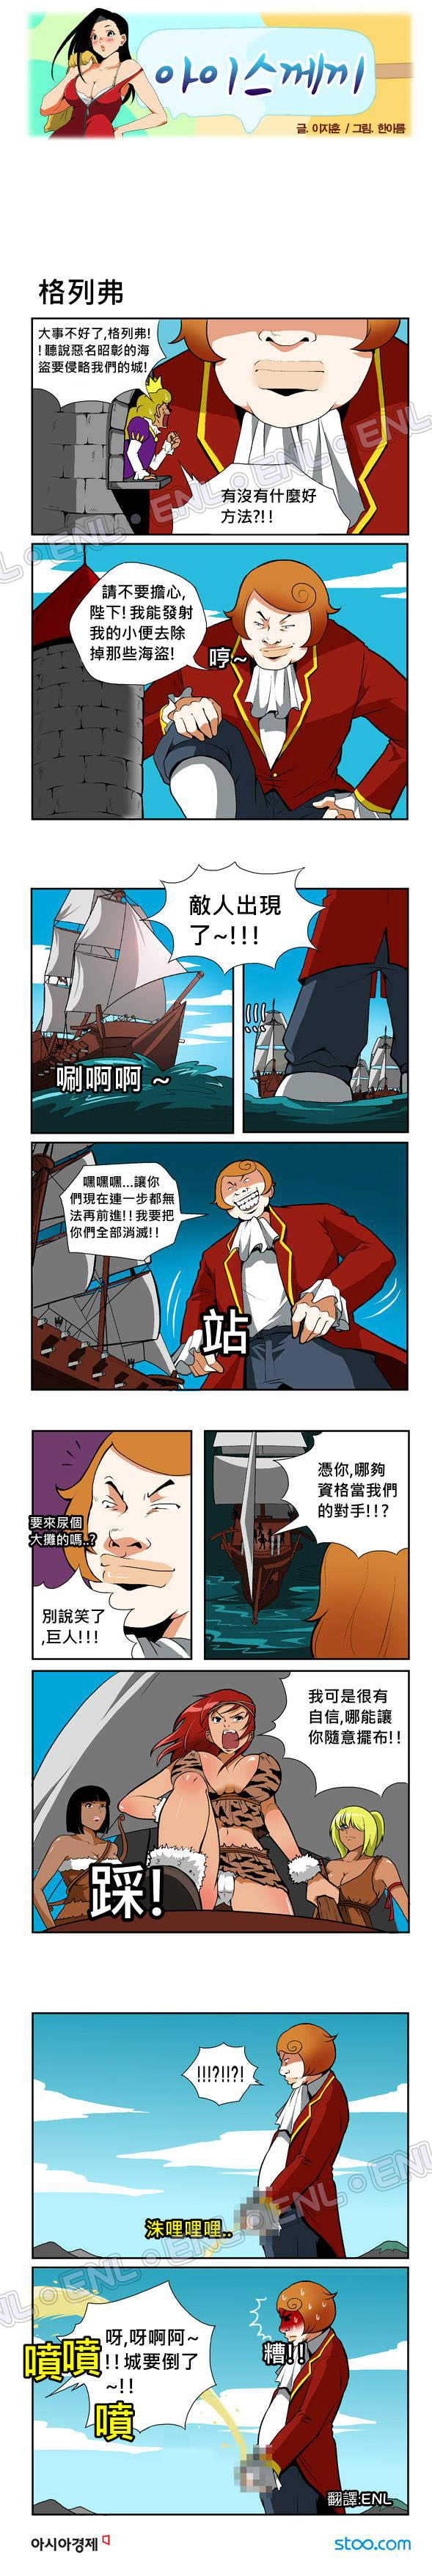 아이스께끼
글. 이지훈 / 그림. 한아름
格列弗
大事不好了,格列弗!
!聽說惡名昭彰的海
盜要侵略我們的城!
有沒有什麼好
方法?!!
ENL
請不要擔心,
陛下!我能發射
我的小便去除
掉那些海盜!
哼~
敵人出現
了~!!!
唰啊啊~
!!!
嘿嘿嘿...讓你
們現在連一步都無
法再前進!!我要把
你們全部消滅!!
站
要來尿個
大攤的嗎..?
別說笑了
,巨人!!!
憑你,哪夠
資格當我們
的對手!!?
我可是很有
自信,哪能讓
你隨意擺布!!
踩!
!!!?!!?!
洙哩哩哩..
ENL
噴噴
噴
呀,呀啊阿~
!!城要倒了
~!!
糟!!
翻譯:ENL
아시아경제
stoo.com